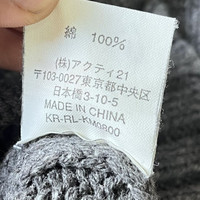 綿 100%
(株)アクティ21
〒103-0027東京都中央区
日本橋3-10-5
MADE IN CHINA
KR-RL-KM0800